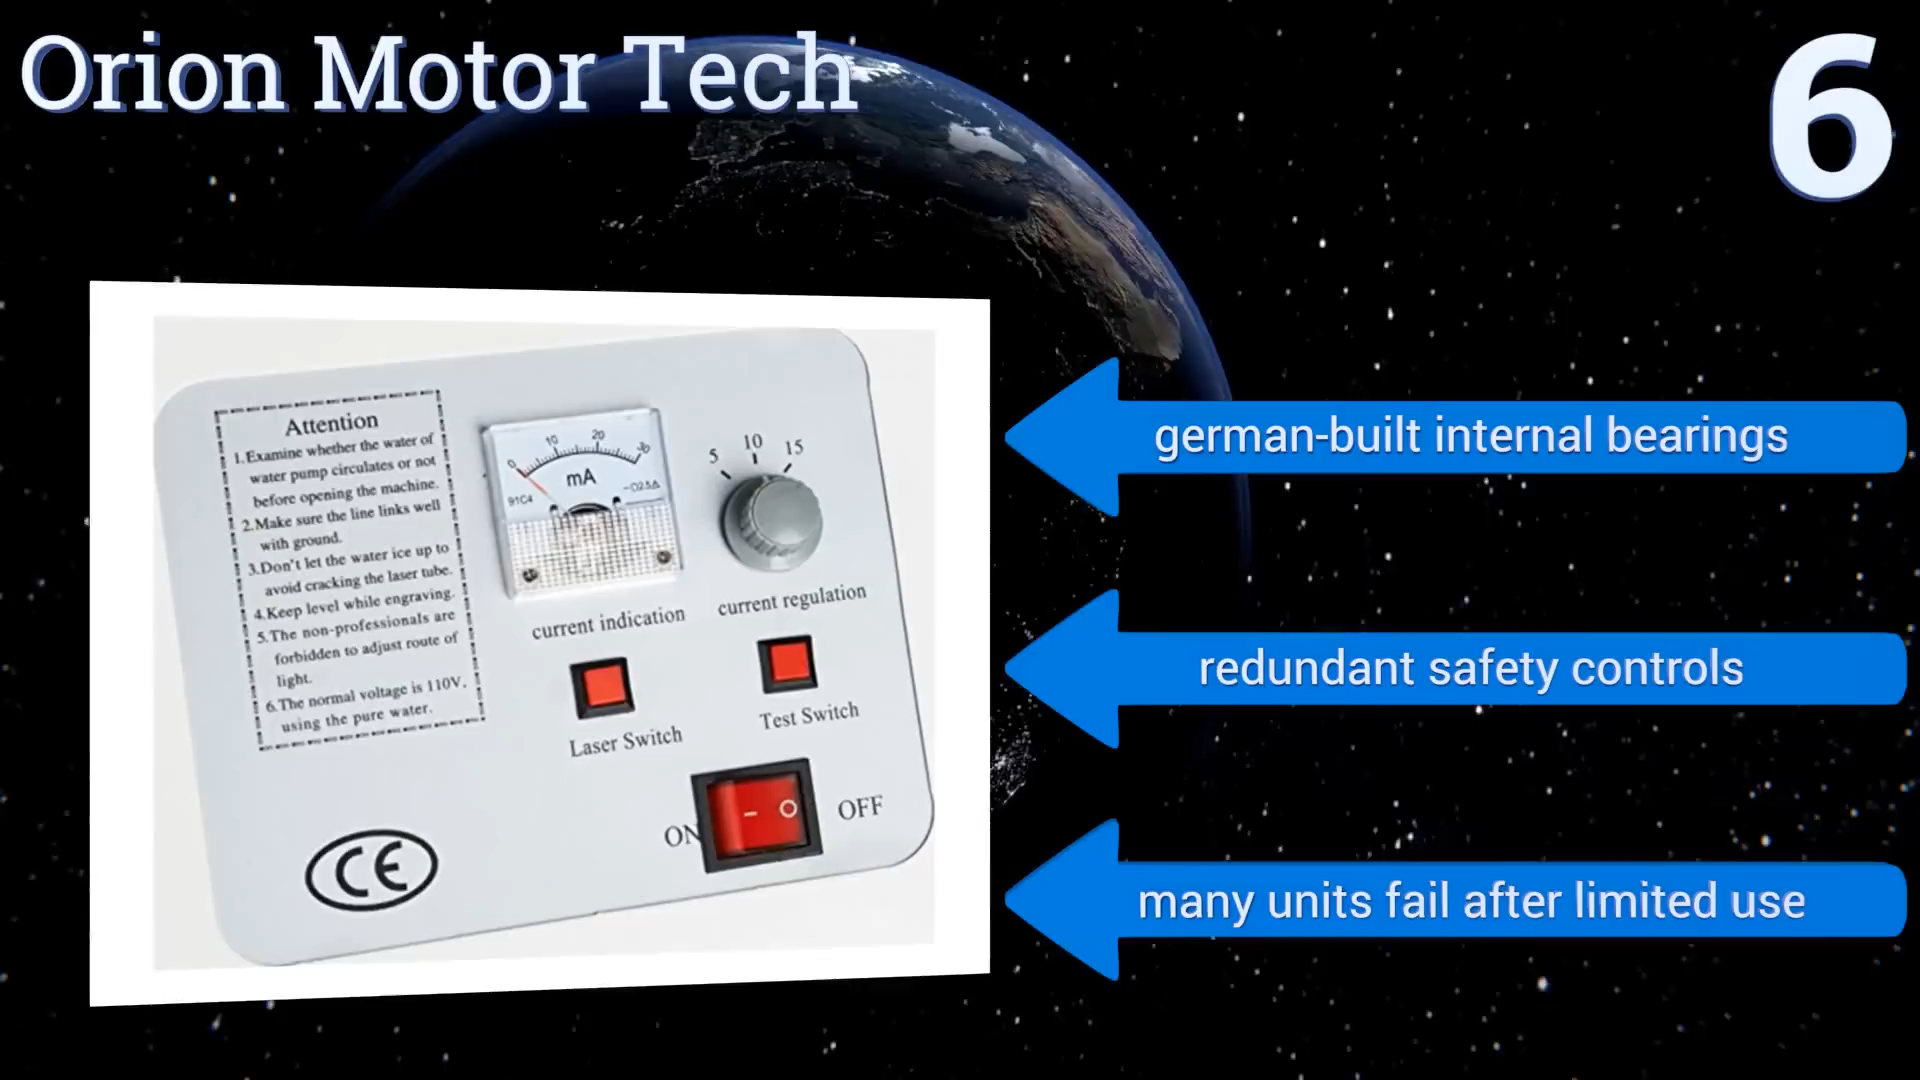 Orion Motor Tech
6
Attention
1.Examine whether the water of
water pump circulates or not
before opening the machine.
2.Make sure the line links well
with ground.
3.Don't let the water ice up to
avoid cracking the laser tube.
4.Keep level while engraving.
5.The non-professionals are
forbidden to adjust route of
light.
6.The normal voltage is 110V.
using the pure water.
0 10 20 30
mA
91C4
current indication
5 10 15
current regulation
Laser Switch
Test Switch
ON
OFF
CE
german-built internal bearings
redundant safety controls
many units fail after limited use